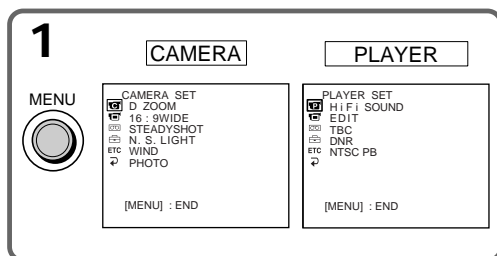 1
CAMERA
PLAYER
MENU
CAMERA SET
D ZOOM
16 : 9WIDE
STEADYSHOT
N. S. LIGHT
ETC WIND
PHOTO
[MENU] : END
PLAYER SET
HiFi SOUND
EDIT
TBC
DNR
ETC NTSC PB
[MENU] : END